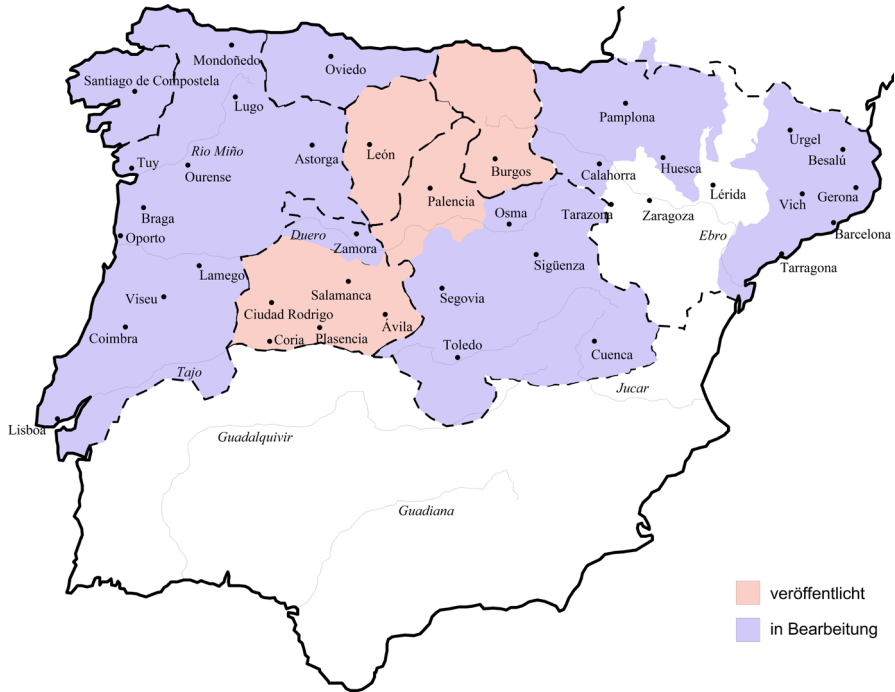 Mondoñedo
Oviedo
Santiago de Compostela
Lugo
Pamplona
Urgel
Besalú
Rio Miño
Astorga
León
Burgos
Tuy
Ourense
Calahorra
Huesca
Lérida
Vich
Gerona
Palencia
Braga
Osma
Tarazona
Zaragoza
Oporto
Duero
Zamora
Ebro
Barcelona
Lamego
Sigüenza
Tarragona
Viseu
Salamanca
Segovia
Ciudad Rodrigo
Ávila
Coimbra
Coria
Plasencia
Toledo
Cuenca
Tajo
Jucar
Lisboa
Guadalquivir
Guadiana
veröffentlicht
in Bearbeitung